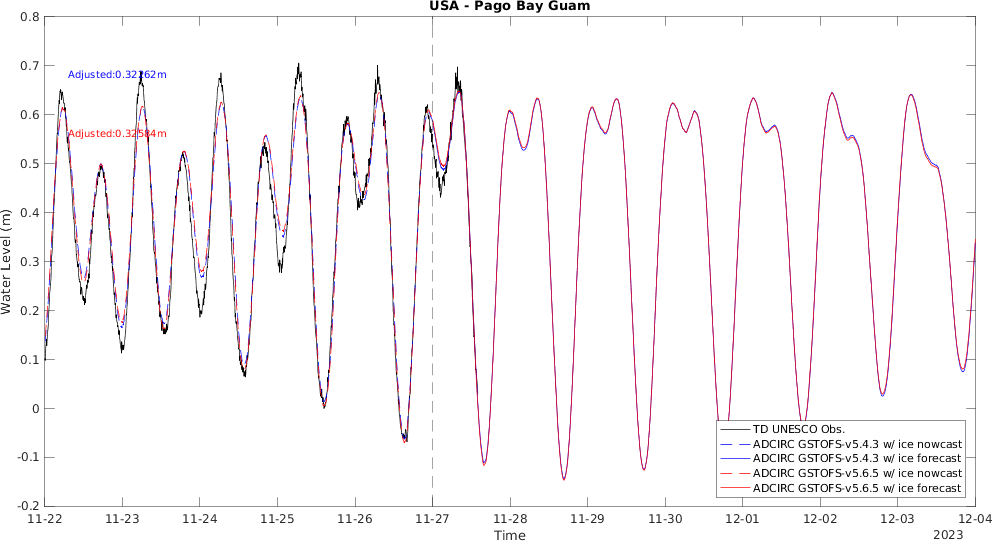 USA - Pago Bay Guam
0.8
0.7
0.6
0.5
0.4
0.3
0.2
0.1
0
-0.1
-0.2
Water Level (m)
Adjusted:0.32262m
Adjusted:0.32584m
TD UNESCO Obs.
ADCIRC GSTOFS-v5.4.3 w/ ice nowcast
ADCIRC GSTOFS-v5.4.3 w/ ice forecast
ADCIRC GSTOFS-v5.6.5 w/ ice nowcast
ADCIRC GSTOFS-v5.6.5 w/ ice forecast
11-22 11-23 11-24 11-25 11-26 11-27 11-28 11-29 11-30 12-01 12-02 12-03 12-04
Time
2023